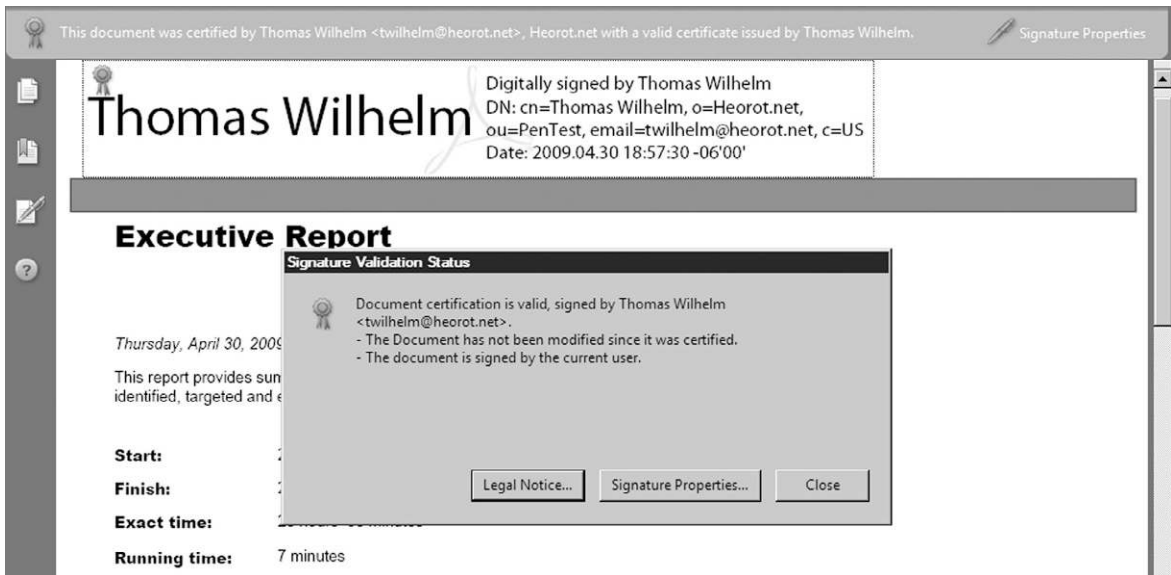 This document was certified by Thomas Wilhelm <twilhelm@heorot.net>, Heorot.net with a valid certificate issued by Thomas Wilhelm.
Signature Properties
Thomas Wilhelm
Digitally signed by Thomas Wilhelm
DN: cn=Thomas Wilhelm, o=Heorot.net,
ou=PenTest, email=twilhelm@heorot.net, c=US
Date: 2009.04.30 18:57:30 -06'00'
Executive Report
Signature Validation Status
Document certification is valid, signed by Thomas Wilhelm
<twilhelm@heorot.net>.
- The Document has not been modified since it was certified.
- The document is signed by the current user.
Legal Notice...
Signature Properties...
Close
Thursday, April 30, 2009
This report provides
identified, targeted and
Start:
Finish:
Exact time:
Running time:
7 minutes